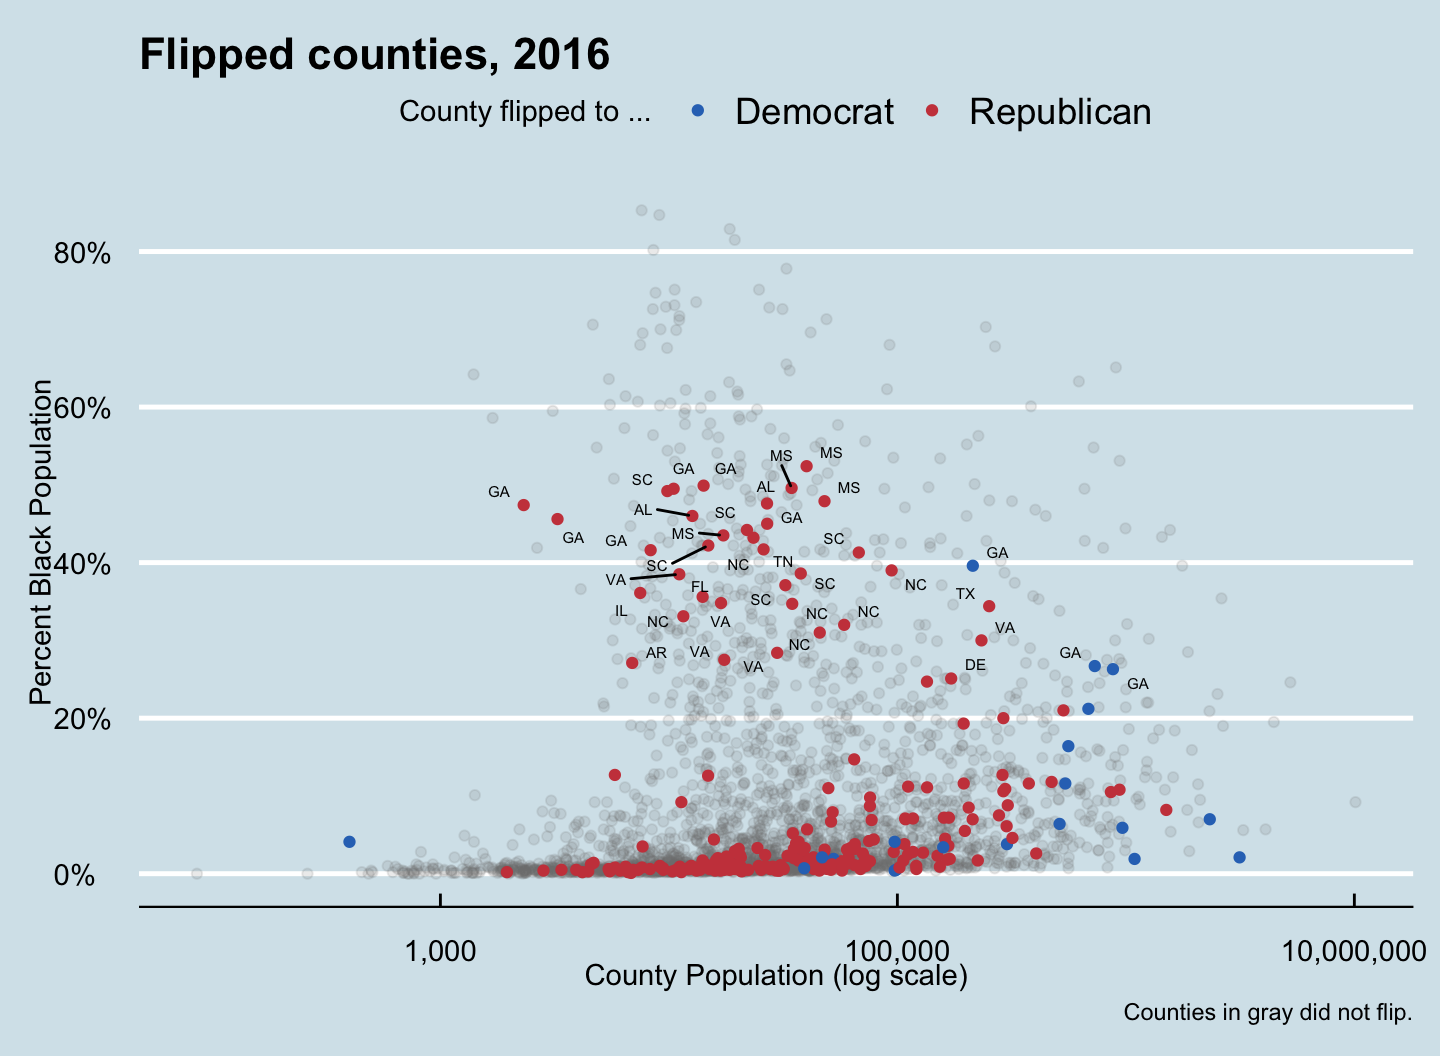 Flipped counties, 2016
County flipped to ... Democrat Republican
80%
60%
40%
20%
0%
Percent Black Population
MS MS
GA GA
SC
AL MS
GA
AL SC GA
MS
GA GA SC
GA
SC NC TN
VA FL SC NC TX
SC
IL NC NC
NC VA VA
NC
AR VA GA
VA DE
GA
1,000 100,000 10,000,000
County Population (log scale)
Counties in gray did not flip.